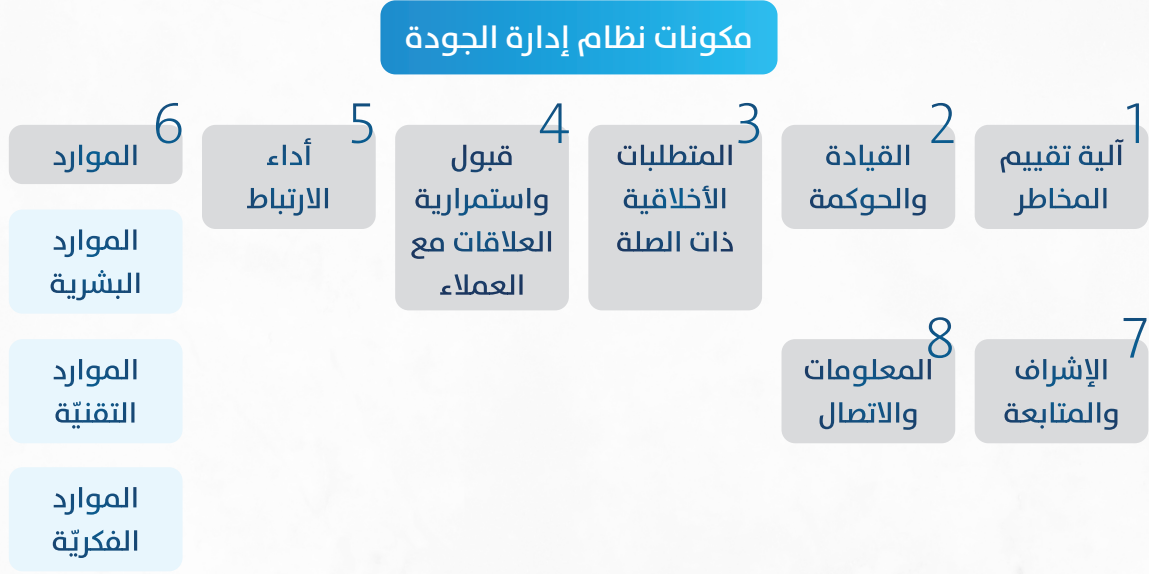 مكونات نظام إدارة الجودة
1
آلية تقييم
المخاطر
2
القيادة
والحوكمة
3
المتطلبات
الأخلاقية
ذات الصلة
4
قبول
واستمرارية
العلاقات مع
العملاء
5
أداء
الارتباط
6
الموارد
الموارد
البشرية
الموارد
التقنيّة
الموارد
الفكريّة
7
الإشراف
والمتابعة
8
المعلومات
والاتصال